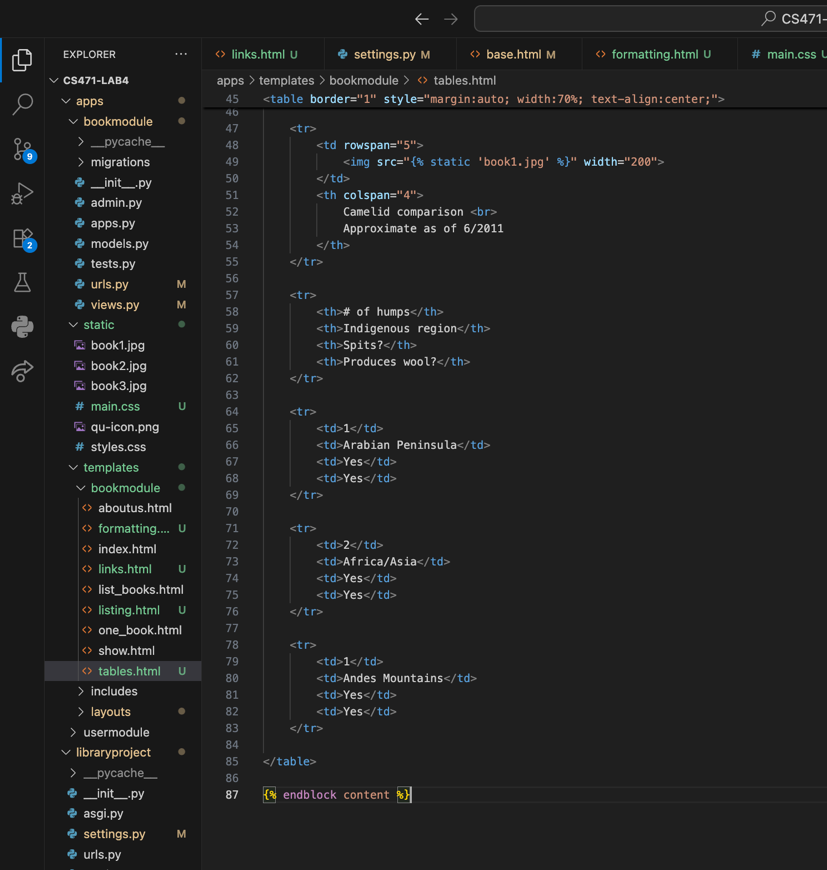 CS471-
EXPLORER
CS471-LAB4
apps
bookmodule
__pycache__
migrations
__init__.py
admin.py
apps.py
models.py
tests.py
urls.py M
views.py M
static
book1.jpg
book2.jpg
book3.jpg
# main.css U
qu-icon.png
# styles.css
templates
bookmodule
<> aboutus.html
<> formatting.... U
<> index.html
<> links.html U
<> list_books.html
<> listing.html U
<> one_book.html
<> show.html
<> tables.html U
includes
layouts
usermodule
libraryproject
__pycache__
__init__.py
asgi.py
settings.py M
urls.py
9
2
<> links.html U
settings.py M
<> base.html M
<> formatting.html U
# main.css U
apps > templates > bookmodule > <> tables.html
45 <table border="1" style="margin:auto; width:70%; text-align:center;">
46
47 <tr>
48 <td rowspan="5">
49 <img src="{% static 'book1.jpg' %}" width="200">
50 </td>
51 <th colspan="4">
52 Camelid comparison <br>
53 Approximate as of 6/2011
54 </th>
55 </tr>
56
57 <tr>
58 <th># of humps</th>
59 <th>Indigenous region</th>
60 <th>Spits?</th>
61 <th>Produces wool?</th>
62 </tr>
63
64 <tr>
65 <td>1</td>
66 <td>Arabian Peninsula</td>
67 <td>Yes</td>
68 <td>Yes</td>
69 </tr>
70
71 <tr>
72 <td>2</td>
73 <td>Africa/Asia</td>
74 <td>Yes</td>
75 <td>Yes</td>
76 </tr>
77
78 <tr>
79 <td>1</td>
80 <td>Andes Mountains</td>
81 <td>Yes</td>
82 <td>Yes</td>
83 </tr>
84
85 </table>
86
87 {% endblock content %}